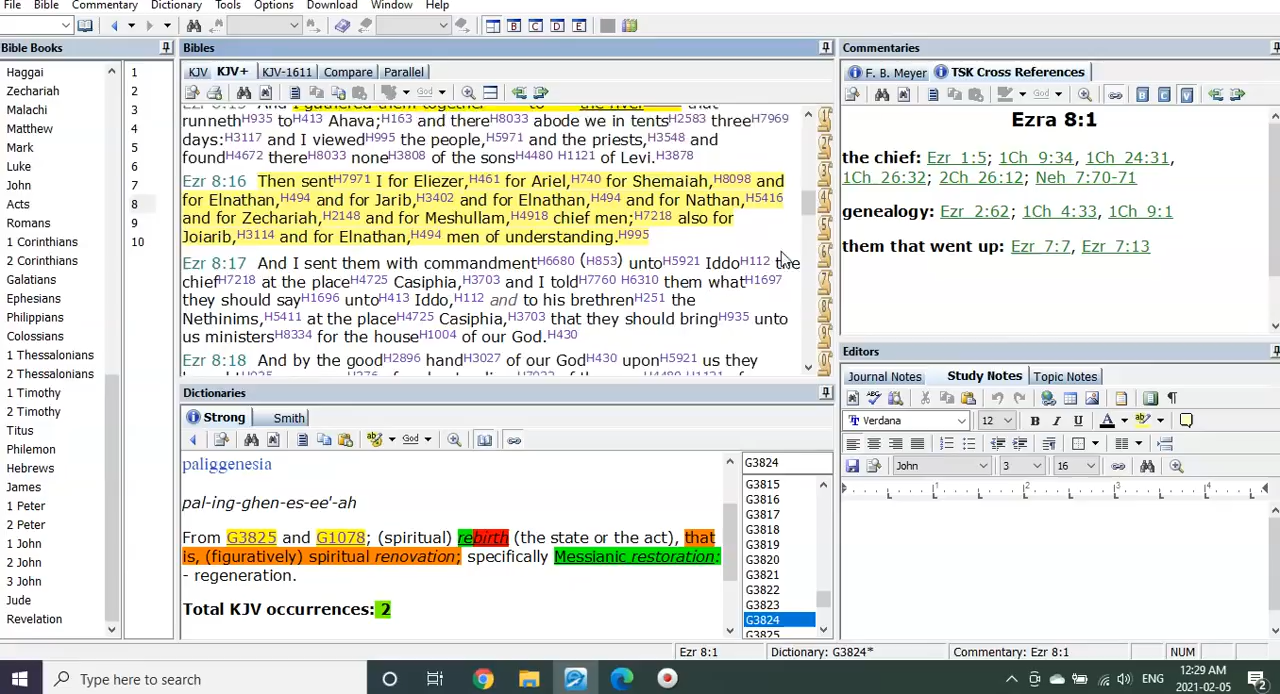 File Bible Commentary Dictionary Tools Options Download Window Help
Bible Books
Haggai
Zechariah
Malachi
Matthew
Mark
Luke
John
Acts
Romans
1 Corinthians
2 Corinthians
Galatians
Ephesians
Philippians
Colossians
1 Thessalonians
2 Thessalonians
1 Timothy
2 Timothy
Titus
Philemon
Hebrews
James
1 Peter
2 Peter
1 John
2 John
3 John
Jude
Revelation
1
2
3
4
5
6
7
8
9
10
Bibles
KJV KJV+ KJV-1611 Compare Parallel
runneth H935 to H413 Ahava; H163 and there H8033 abode we in tents H2583 three H7969
days: H3117 and I viewed H995 the people, H5971 and the priests, H3548 and
found H4672 there H8033 none H3808 of the sons H4480 H1121 of Levi. H3878
Ezr 8:16 Then sent H7971 I for Eliezer, H461 for Ariel, H740 for Shemaiah, H8098 and
for Elnathan, H494 and for Jarib, H3402 and for Elnathan, H494 and for Nathan, H5416
and for Zechariah, H2148 and for Meshullam, H4918 chief men; H7218 also for
Joiarib, H3114 and for Elnathan, H494 men of understanding. H995
Ezr 8:17 And I sent them with commandment H6680 (H853) unto H5921 Iddo H112 the
chief H7218 at the place H4725 Casiphia, H3703 and I told H7760 H6310 them what H1697
they should say H1696 unto H413 Iddo, H112 and to his brethren H251 the
Nethinims, H5411 at the place H4725 Casiphia, H3703 that they should bring H935 unto
us ministers H8334 for the house H1004 of our God. H430
Ezr 8:18 And by the good H2896 hand H3027 of our God H430 upon H5921 us they
Dictionaries
Strong Smith
paliggenesia
pal-ing-ghen-es-ee'-ah
From G3825 and G1078; (spiritual) rebirth (the state or the act), that
is, (figuratively) spiritual renovation; specifically Messianic restoration:
- regeneration.
Total KJV occurrences: 2
G3824
G3815
G3816
G3817
G3818
G3819
G3820
G3821
G3822
G3823
G3824
G3825
Commentaries
F. B. Meyer TSK Cross References
Ezra 8:1
the chief: Ezr_1:5; 1Ch_9:34, 1Ch_24:31,
1Ch_26:32; 2Ch_26:12; Neh_7:70-71
genealogy: Ezr_2:62; 1Ch_4:33, 1Ch_9:1
them that went up: Ezr_7:7, Ezr_7:13
Editors
Journal Notes Study Notes Topic Notes
Verdana 12 B I U A
John 3 16
1 2 3 4
Ezr 8:1 Dictionary: G3824* Commentary: Ezr 8:1 NUM
Type here to search
ENG
12:29 AM
2021-02-05
2